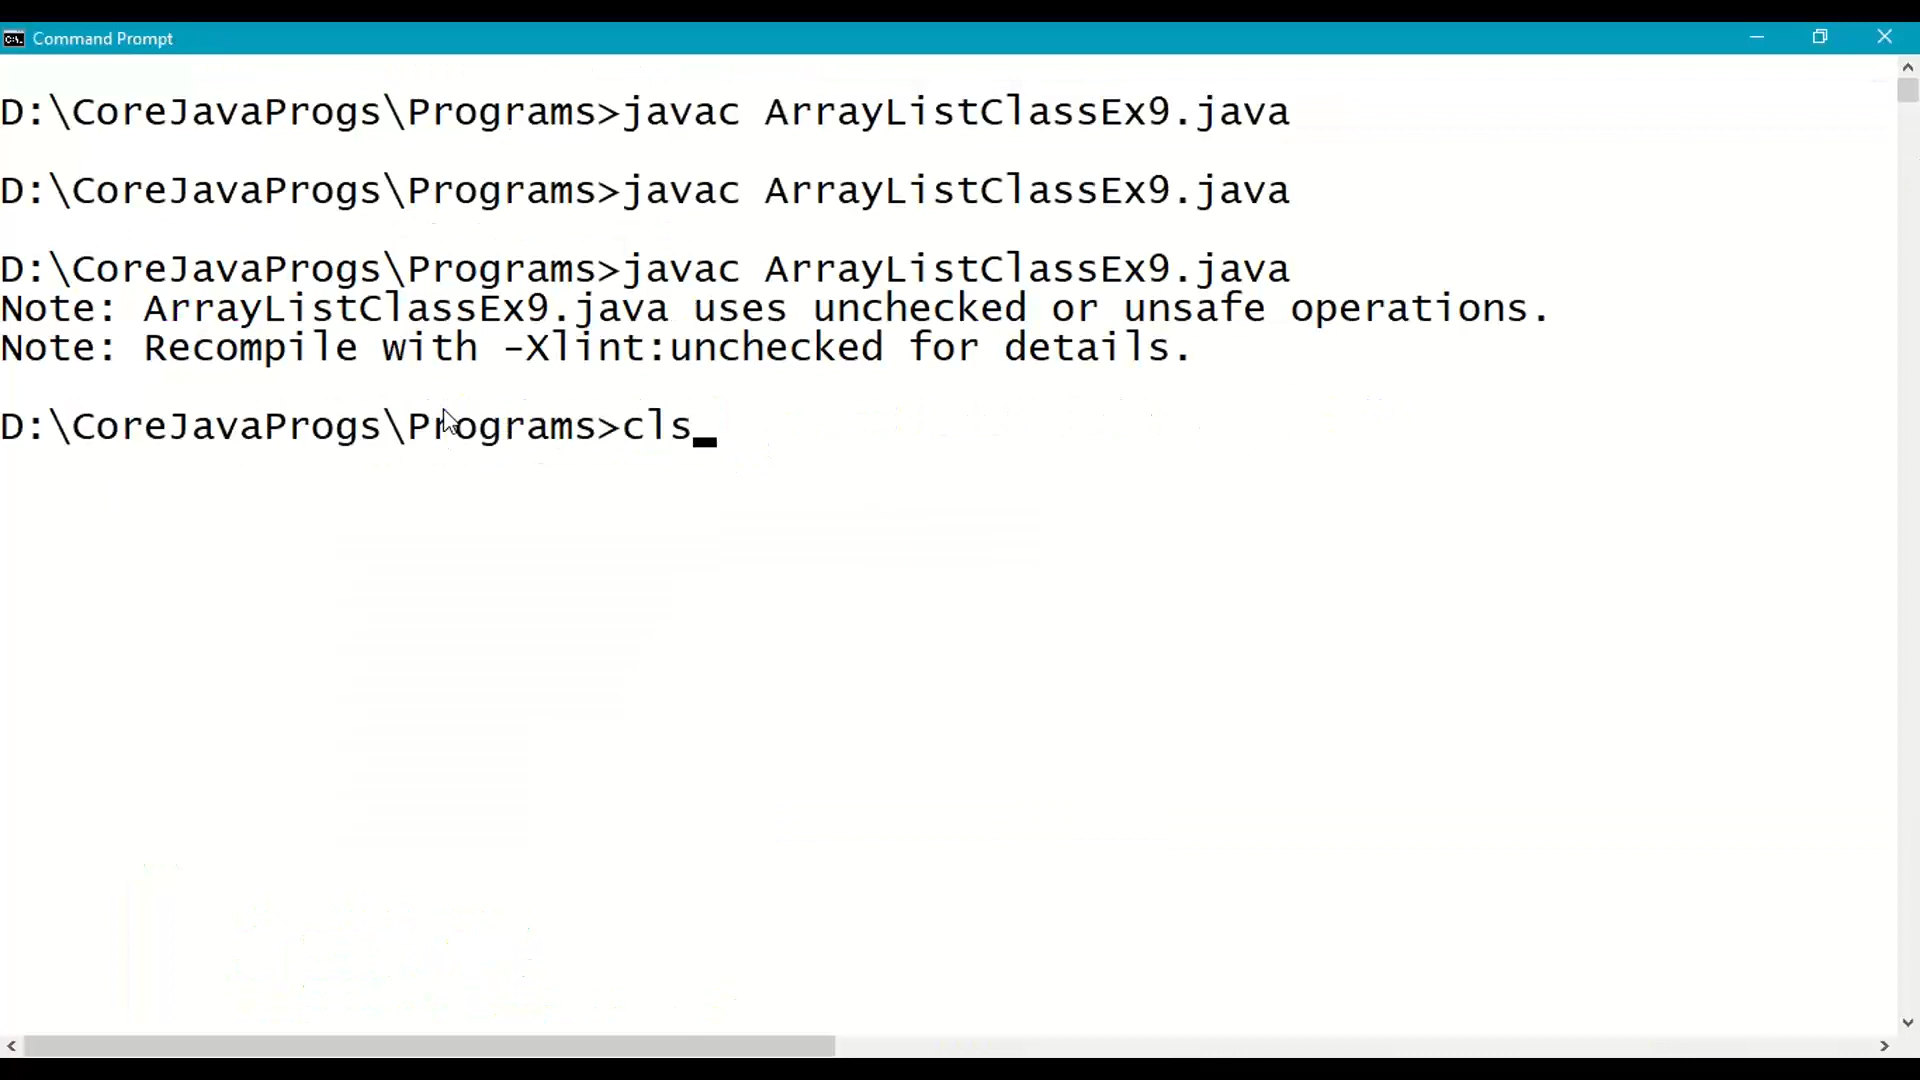 Command Prompt
D:\CoreJavaProgs\Programs>javac ArrayListClassEx9.java
D:\CoreJavaProgs\Programs>javac ArrayListClassEx9.java
D:\CoreJavaProgs\Programs>javac ArrayListClassEx9.java
Note: ArrayListClassEx9.java uses unchecked or unsafe operations.
Note: Recompile with -Xlint:unchecked for details.
D:\CoreJavaProgs\Programs>cls